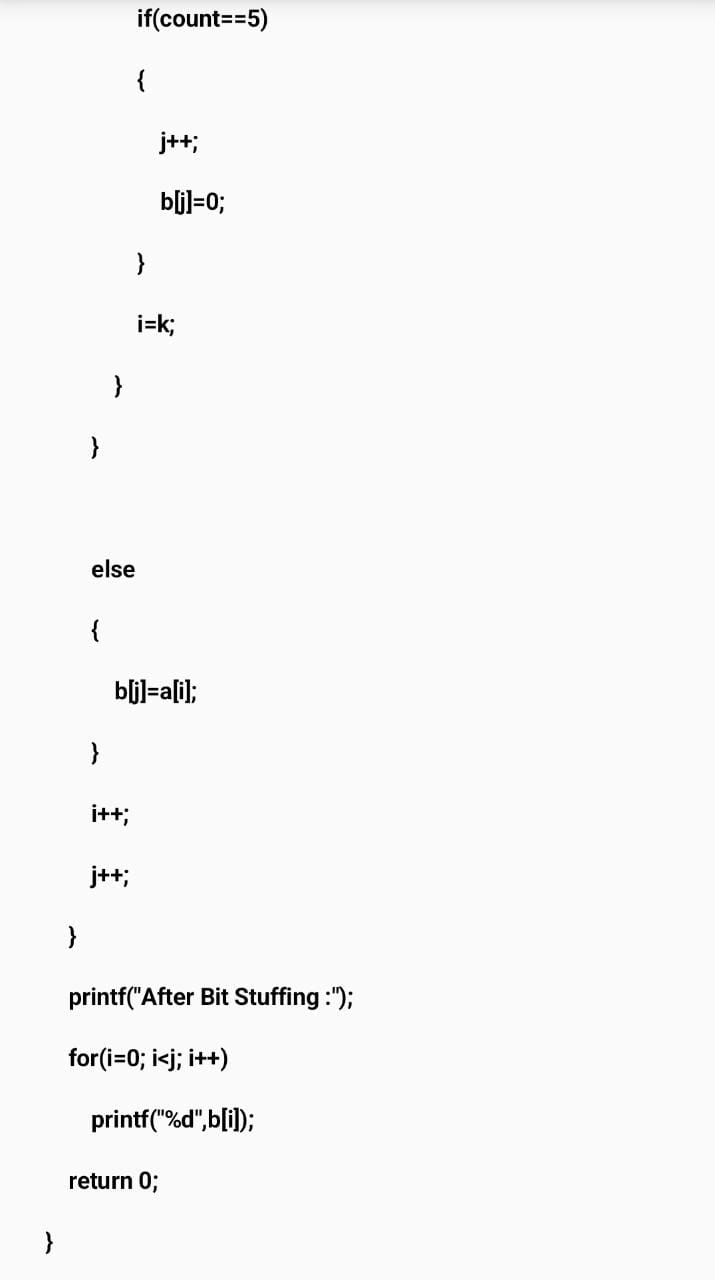 if(count==5)
{
j++;
b[j]=0;
}
i=k;
}
}
else
{
b[j]=a[i];
}
i++;
j++;
}
printf("After Bit Stuffing :");
for(i=0; i<j; i++)
printf("%d",b[i]);
return 0;
}